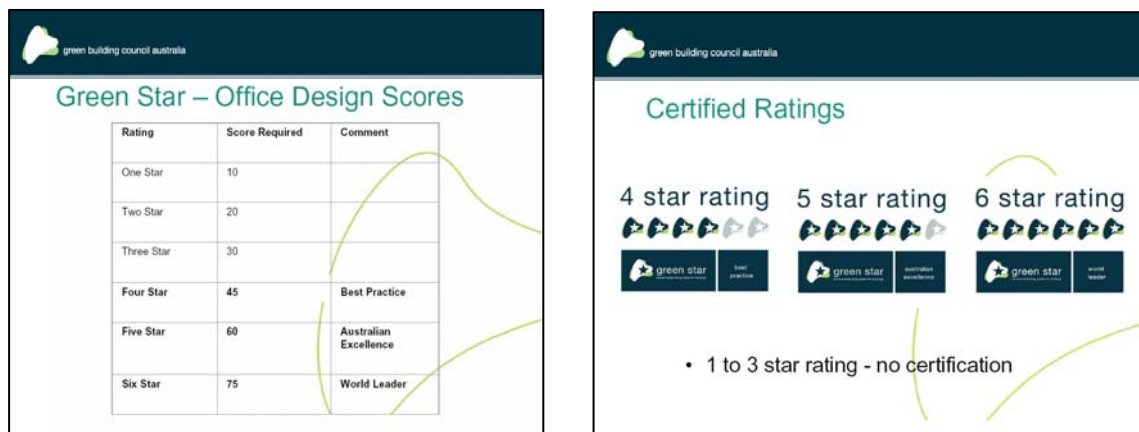 green building council australia
Green Star – Office Design Scores
Rating Score Required Comment
One Star 10
Two Star 20
Three Star 30
Four Star 45 Best Practice
Five Star 60 Australian
Excellence
Six Star 75 World Leader
green building council australia
Certified Ratings
4 star rating 5 star rating 6 star rating
green star best practice green star australian excellence green star world leader
• 1 to 3 star rating - no certification